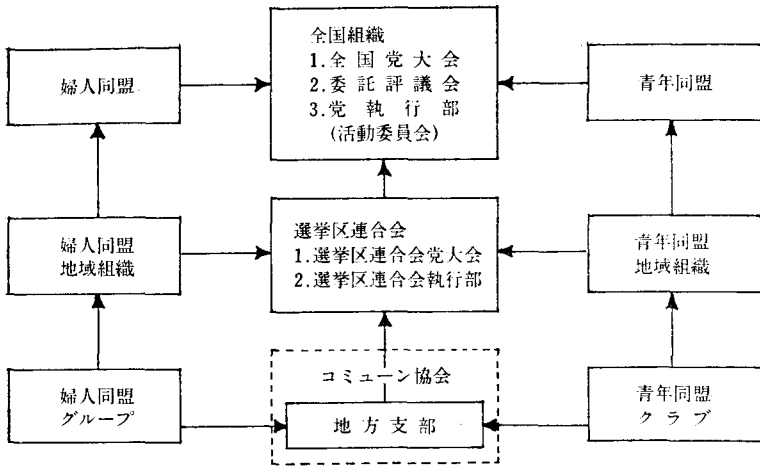 全国組織
1.全国党大会
2.委託評議会
3.党執行部
(活動委員会)
婦人同盟
青年同盟
選挙区連合会
1.選挙区連合会党大会
2.選挙区連合会執行部
婦人同盟
地域組織
青年同盟
地域組織
コミューン協会
地方支部
婦人同盟
グループ
青年同盟
クラブ